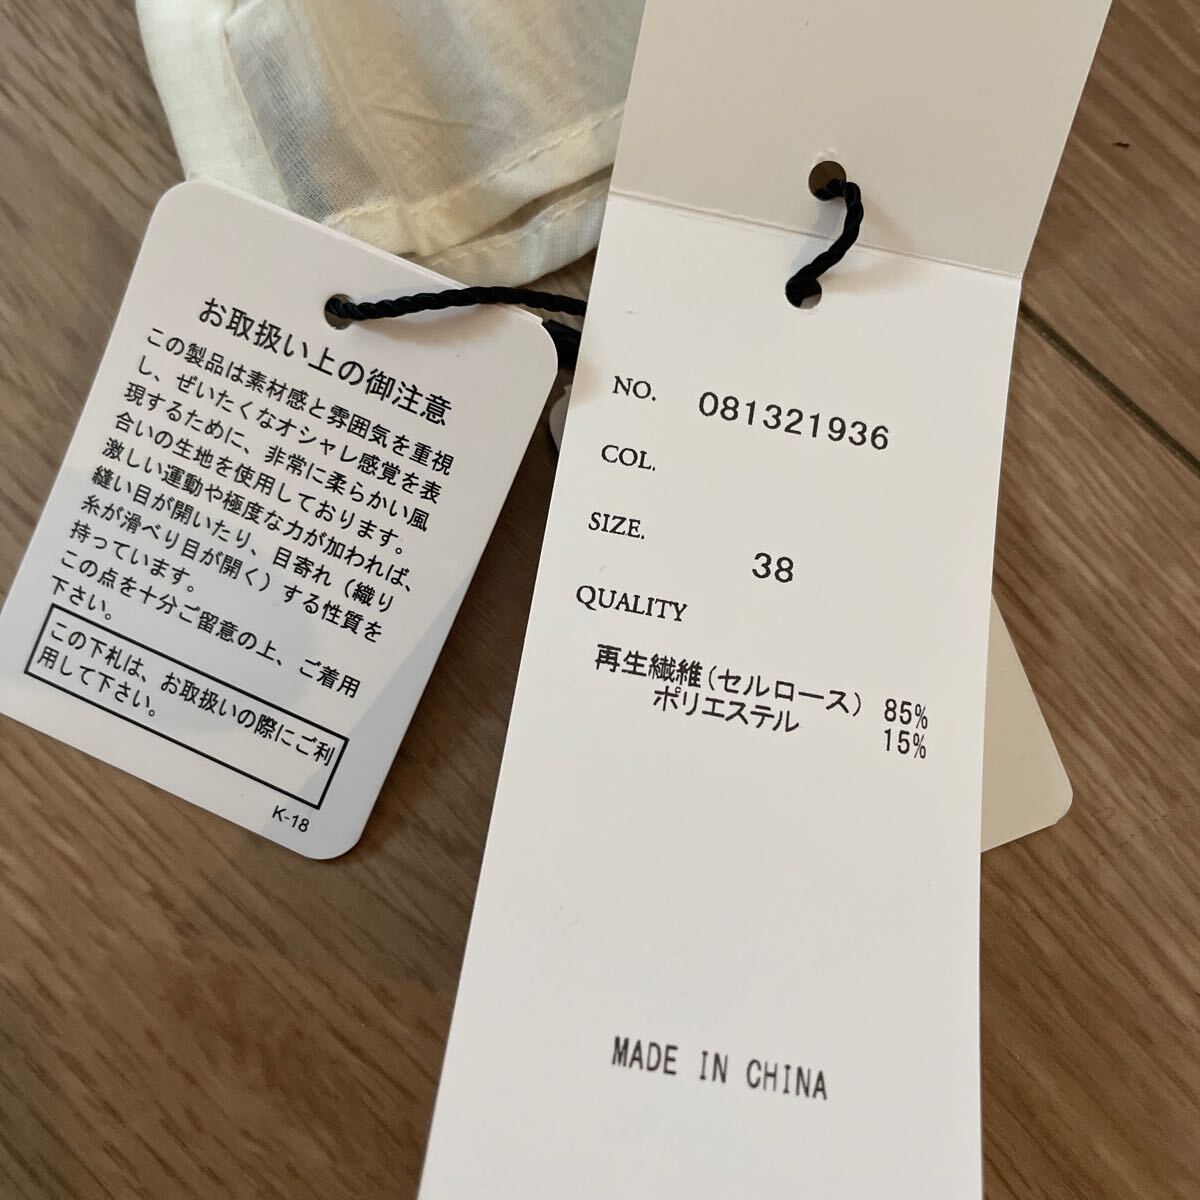 お取扱い上の御注意
この製品は素材感と雰囲気を重視
し、ぜいたくなオシャレ感覚を表
現するために、非常に柔らかい風
合いの生地を使用しております。
激しい運動や極度な力が加われば、
縫い目が開いたり、目寄れ（織り
糸が滑べり目が開く）する性質を
持っています。
この点を十分ご留意の上、ご着用
下さい。
この下札は、お取扱いの際にご利
用して下さい。
K-18
NO. 081321936
COL.
SIZE.
38
QUALITY
再生繊維(セルロース) 85%
ポリエステル 15%
MADE IN CHINA